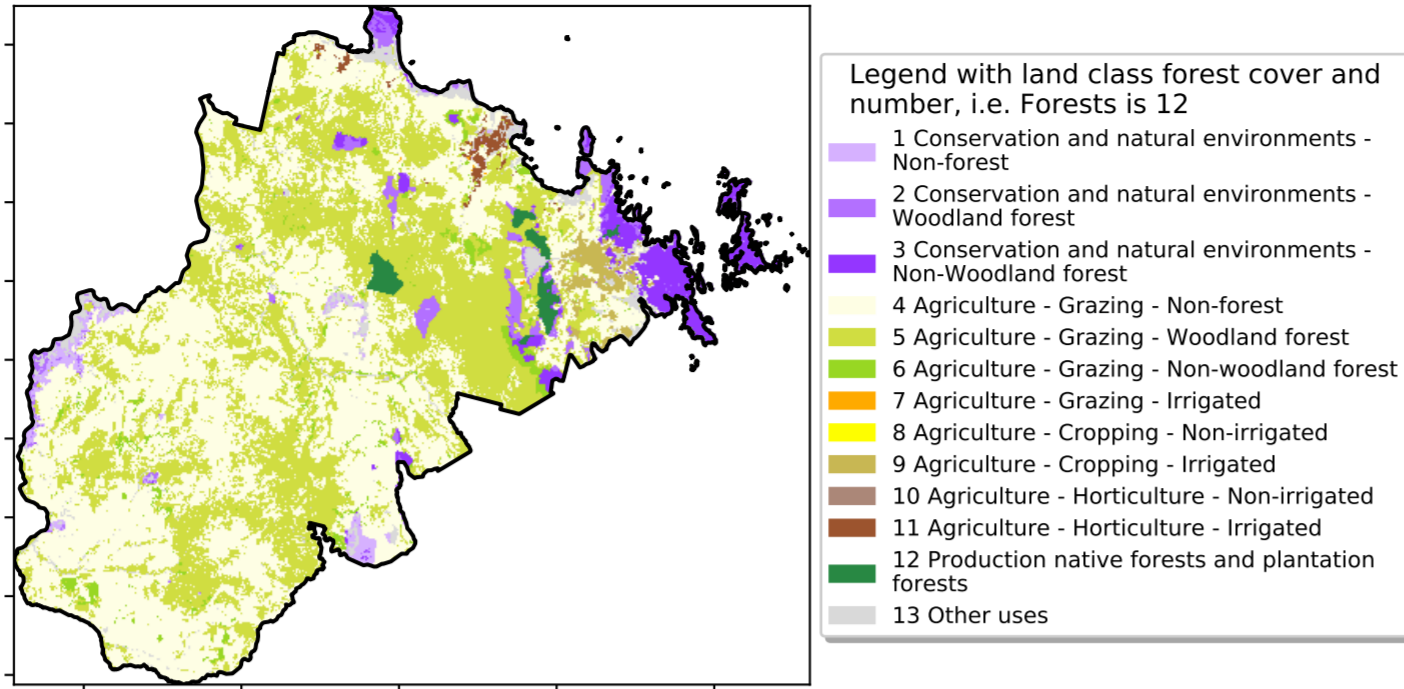 Legend with land class forest cover and
number, i.e. Forests is 12
1 Conservation and natural environments -
Non-forest
2 Conservation and natural environments -
Woodland forest
3 Conservation and natural environments -
Non-Woodland forest
4 Agriculture - Grazing - Non-forest
5 Agriculture - Grazing - Woodland forest
6 Agriculture - Grazing - Non-woodland forest
7 Agriculture - Grazing - Irrigated
8 Agriculture - Cropping - Non-irrigated
9 Agriculture - Cropping - Irrigated
10 Agriculture - Horticulture - Non-irrigated
11 Agriculture - Horticulture - Irrigated
12 Production native forests and plantation
forests
13 Other uses